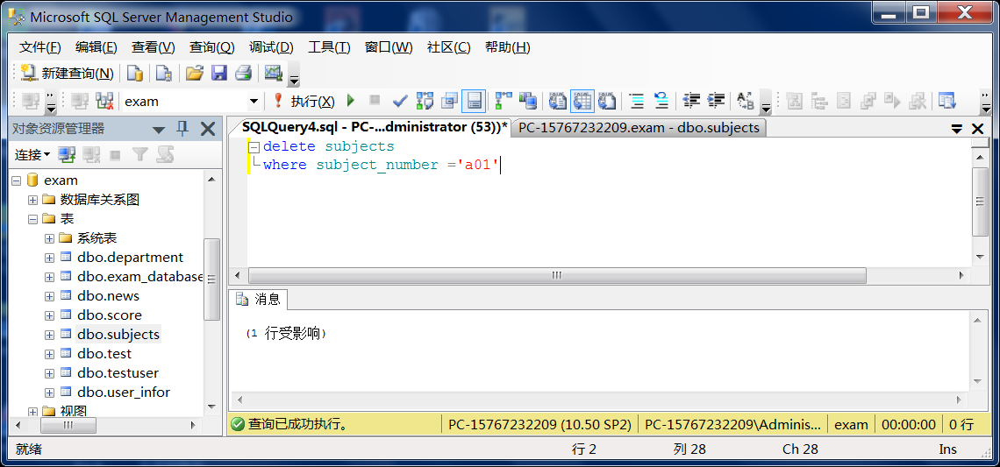 Microsoft SQL Server Management Studio
文件(F) 编辑(E) 查看(V) 查询(Q) 调试(D) 工具(T) 窗口(W) 社区(C) 帮助(H)
新建查询(N)
exam 执行(X)
对象资源管理器
连接
exam
数据库关系图
表
系统表
dbo.department
dbo.exam_database
dbo.news
dbo.score
dbo.subjects
dbo.test
dbo.testuser
dbo.user_infor
视图
SQLQuery4.sql - PC-...dministrator (53))* PC-15767232209.exam - dbo.subjects
delete subjects
where subject_number ='a01'
消息
(1 行受影响)
查询已成功执行。 PC-15767232209 (10.50 SP2) PC-15767232209\Adminis... exam 00:00:00 0 行
就绪 行 2 列 28 Ch 28 Ins